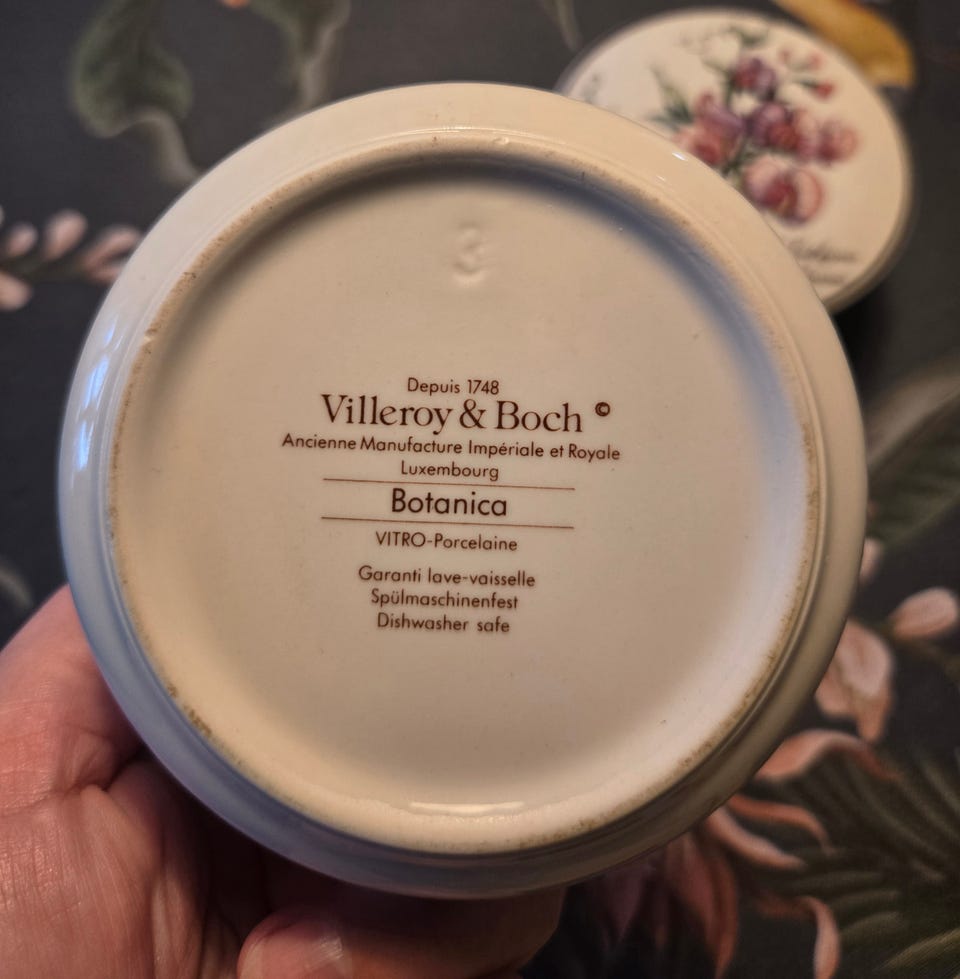 3
Depuis 1748
Villeroy & Boch ©
Ancienne Manufacture Impériale et Royale
Luxembourg
Botanica
VITRO-Porcelaine
Garanti lave-vaisselle
Spülmaschinenfest
Dishwasher safe